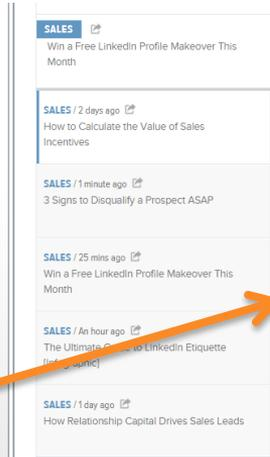 SALES
Win a Free LinkedIn Profile Makeover This
Month
SALES / 2 days ago
How to Calculate the Value of Sales
Incentives
SALES / 1 minute ago
3 Signs to Disqualify a Prospect ASAP
SALES / 25 mins ago
Win a Free LinkedIn Profile Makeover This
Month
SALES / An hour ago
The Ultimate to LinkedIn Etiquette
[Infographic]
SALES / 1 day ago
How Relationship Capital Drives Sales Leads